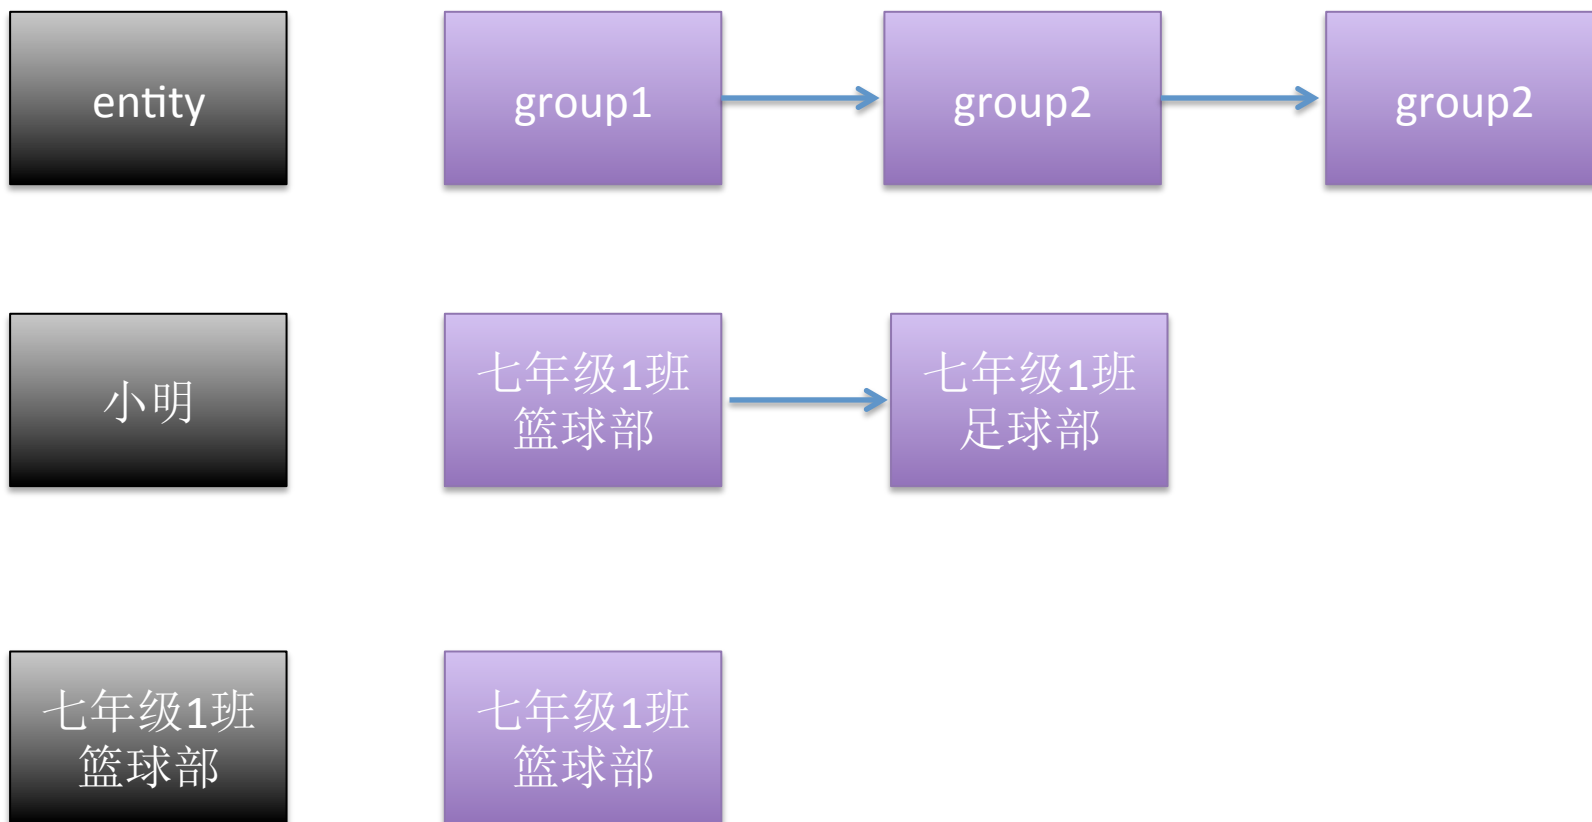 entity
group1
group2
group2
小明
七年级1班
篮球部
七年级1班
足球部
七年级1班
篮球部
七年级1班
篮球部